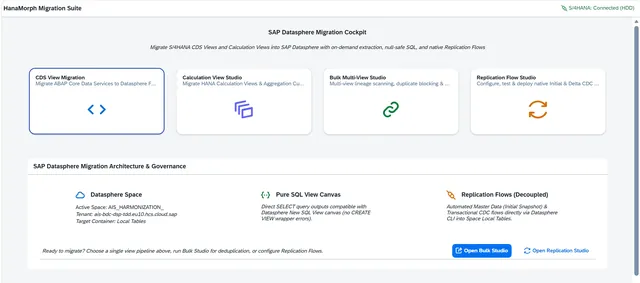 HanaMorph Migration Suite
S/4HANA: Connected (HDD)
SAP Datasphere Migration Cockpit
Migrate S/4HANA CDS Views and Calculation Views into SAP Datasphere with on-demand extraction, null-safe SQL, and native Replication Flows
CDS View Migration
Migrate ABAP Core Data Services to Datasphere F...
Calculation View Studio
Migrate HANA Calculation Views & Aggregation Cu...
Bulk Multi-View Studio
Multi-view lineage scanning, duplicate blocking & ...
Replication Flow Studio
Configure, test & deploy native Initial & Delta CDC ...
SAP Datasphere Migration Architecture & Governance
Datasphere Space
Active Space: AIS_HARMONIZATION_
Tenant: ais-bdc-dsp-tdd.eu10.hcs.cloud.sap
Target Container: Local Tables
Pure SQL View Canvas
Direct SELECT query outputs compatible with
Datasphere New SQL View canvas (no CREATE
VIEW wrapper errors).
Replication Flows (Decoupled)
Automated Master Data (Initial Snapshot) &
Transactional CDC flows directly via Datasphere
CLI into Space Local Tables.
Ready to migrate? Choose a single view pipeline above, run Bulk Studio for deduplication, or configure Replication Flows.
Open Bulk Studio
Open Replication Studio